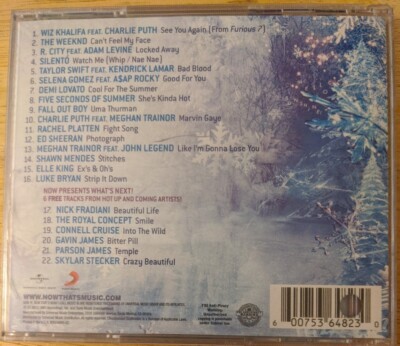 1. WIZ KHALIFA FEAT. CHARLIE PUTH See You Again (From Furious 7)
2. THE WEEKND Can't Feel My Face
3. R. CITY FEAT. ADAM LEVINE Locked Away
4. SILENTÓ Watch Me (Whip / Nae Nae)
5. TAYLOR SWIFT FEAT. KENDRICK LAMAR Bad Blood
6. SELENA GOMEZ FEAT. A$AP ROCKY Good For You
7. DEMI LOVATO Cool For The Summer
8. FIVE SECONDS OF SUMMER She's Kinda Hot
9. FALL OUT BOY Uma Thurman
10. CHARLIE PUTH FEAT. MEGHAN TRAINOR Marvin Gaye
11. RACHEL PLATTEN Fight Song
12. ED SHEERAN Photograph
13. MEGHAN TRAINOR FEAT. JOHN LEGEND Like I'm Gonna Lose You
14. SHAWN MENDES Stitches
15. ELLE KING Ex's & Oh's
16. LUKE BRYAN Strip It Down
NOW PRESENTS WHAT'S NEXT!
6 FREE TRACKS FROM HOT UP AND COMING ARTISTS!
17. NICK FRADIANI Beautiful Life
18. THE ROYAL CONCEPT Smile
19. CONNELL CRUISE Into The Wild
20. GAVIN JAMES Bitter Pill
21. PARSON JAMES Temple
22. SKYLAR STECKER Crazy Beautiful
WWW.NOWTHATSMUSIC.COM
6 00753 64823 0